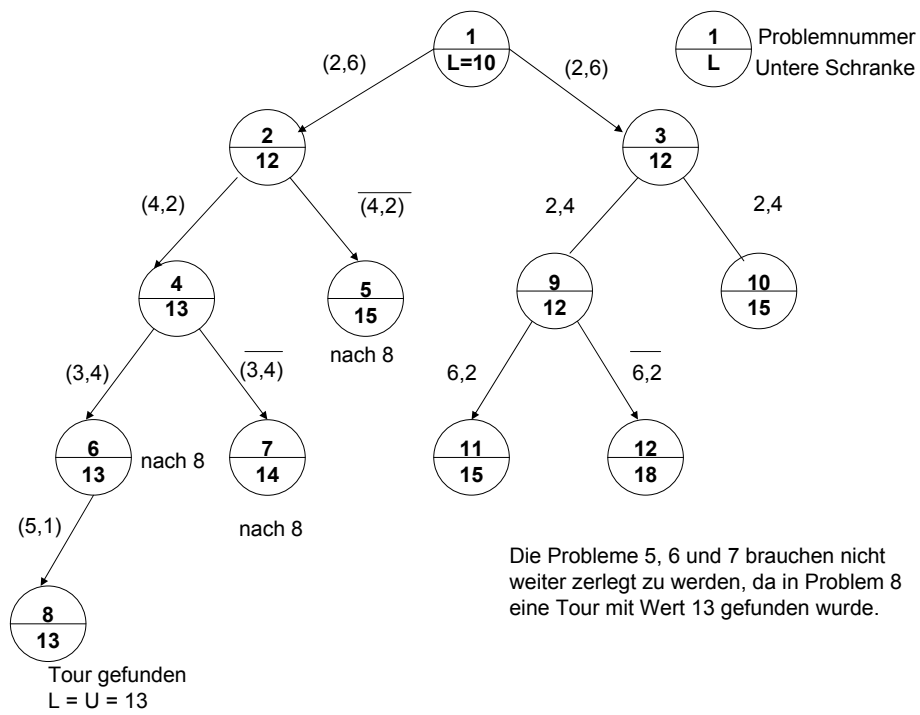 1
L=10
1
L
Problemnummer
Untere Schranke
(2,6)
(2,6)
2
12
3
12
(4,2)
(4,2)
2,4
2,4
4
13
5
15
nach 8
9
12
10
15
(3,4)
(3,4)
6,2
6,2
6
13
nach 8
7
14
nach 8
11
15
12
18
(5,1)
8
13
Tour gefunden
L = U = 13
Die Probleme 5, 6 und 7 brauchen nicht
weiter zerlegt zu werden, da in Problem 8
eine Tour mit Wert 13 gefunden wurde.